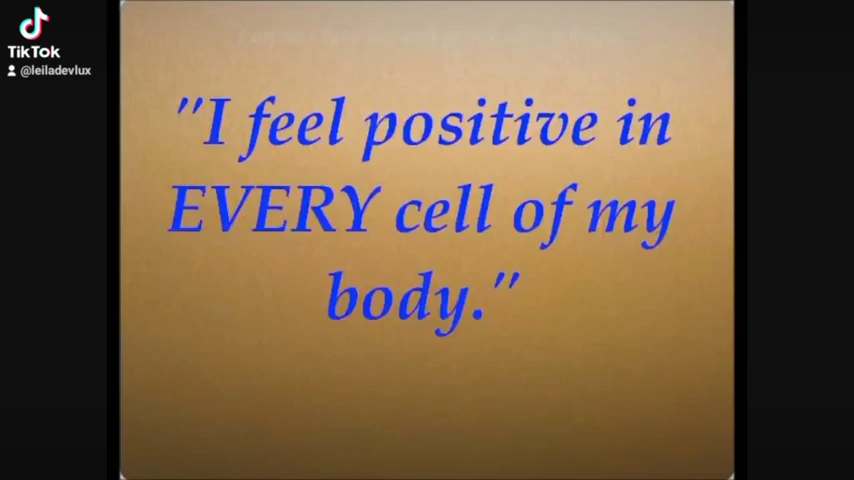 TikTok
@leiladevlux
"I feel positive in
EVERY cell of my
body."